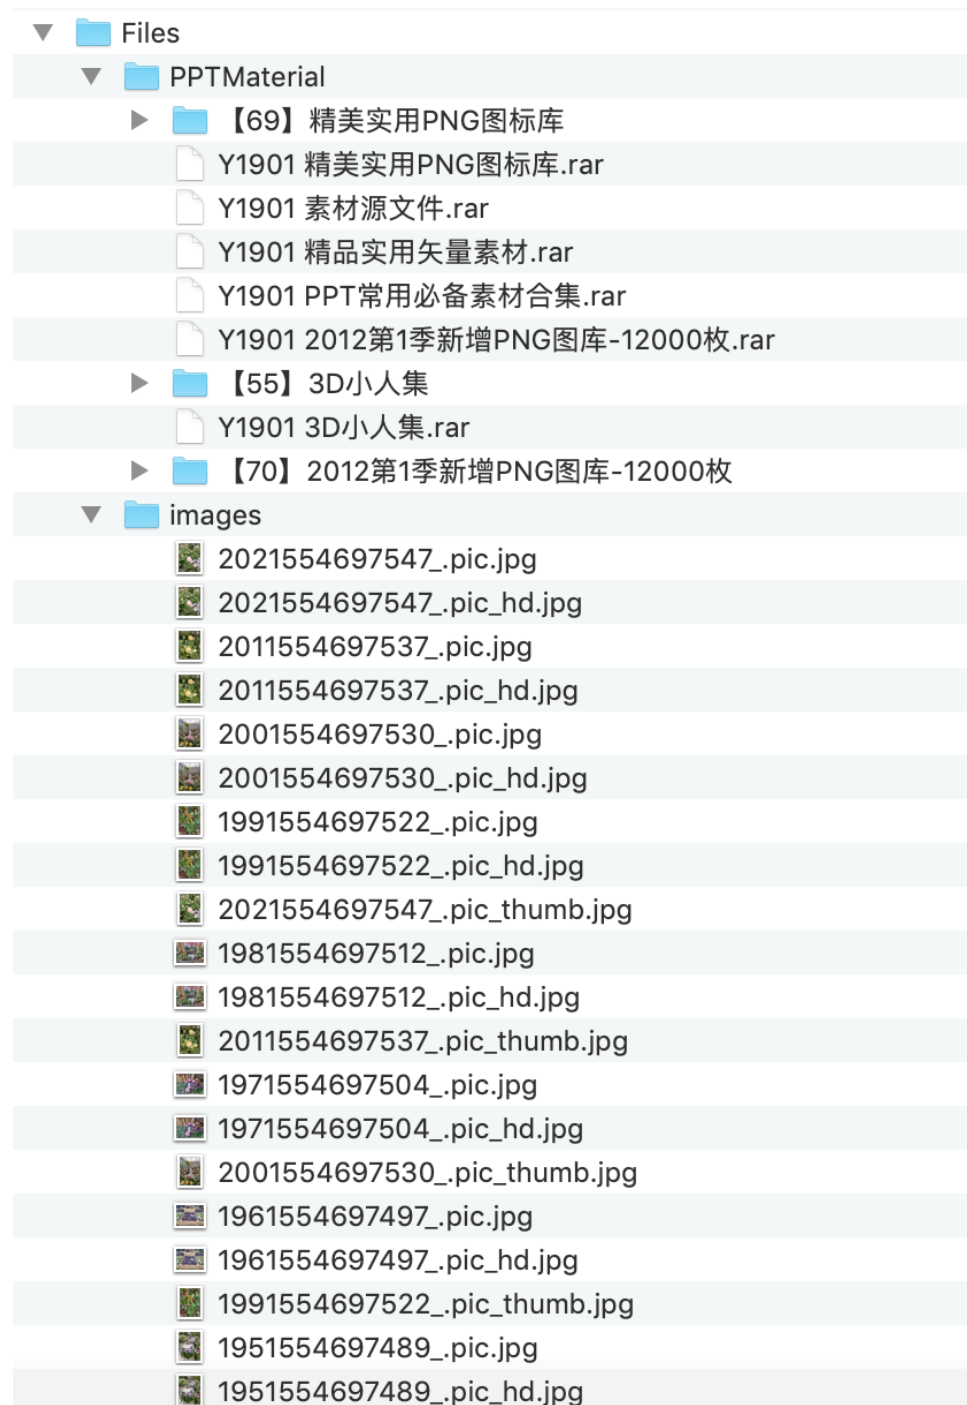 Files
PPTMaterial
【69】精美实用PNG图标库
Y1901 精美实用PNG图标库.rar
Y1901 素材源文件.rar
Y1901 精品实用矢量素材.rar
Y1901 PPT常用必备素材合集.rar
Y1901 2012第1季新增PNG图库-12000枚.rar
【55】3D小人集
Y1901 3D小人集.rar
【70】2012第1季新增PNG图库-12000枚
images
2021554697547_.pic.jpg
2021554697547_.pic_hd.jpg
2011554697537_.pic.jpg
2011554697537_.pic_hd.jpg
2001554697530_.pic.jpg
2001554697530_.pic_hd.jpg
1991554697522_.pic.jpg
1991554697522_.pic_hd.jpg
2021554697547_.pic_thumb.jpg
1981554697512_.pic.jpg
1981554697512_.pic_hd.jpg
2011554697537_.pic_thumb.jpg
1971554697504_.pic.jpg
1971554697504_.pic_hd.jpg
2001554697530_.pic_thumb.jpg
1961554697497_.pic.jpg
1961554697497_.pic_hd.jpg
1991554697522_.pic_thumb.jpg
1951554697489_.pic.jpg
1951554697489_.pic_hd.jpg